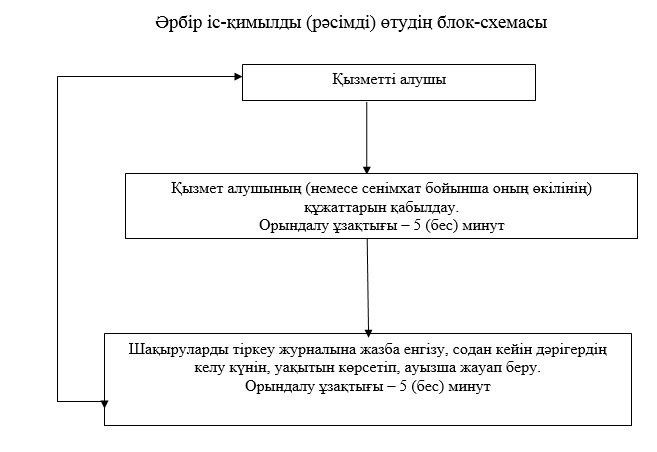 Әрбір іс-қимылды (рәсімді) өтудің блок-схемасы
Қызметті алушы
Қызмет алушының (немесе сенімхат бойынша оның өкілінің)
құжаттарын қабылдау.
Орындалу ұзақтығы – 5 (бес) минут
Шақыруларды тіркеу журналына жазба енгізу, содан кейін дәрігердің
келу күнін, уақытын көрсетіп, ауызша жауап беру.
Орындалу ұзақтығы – 5 (бес) минут